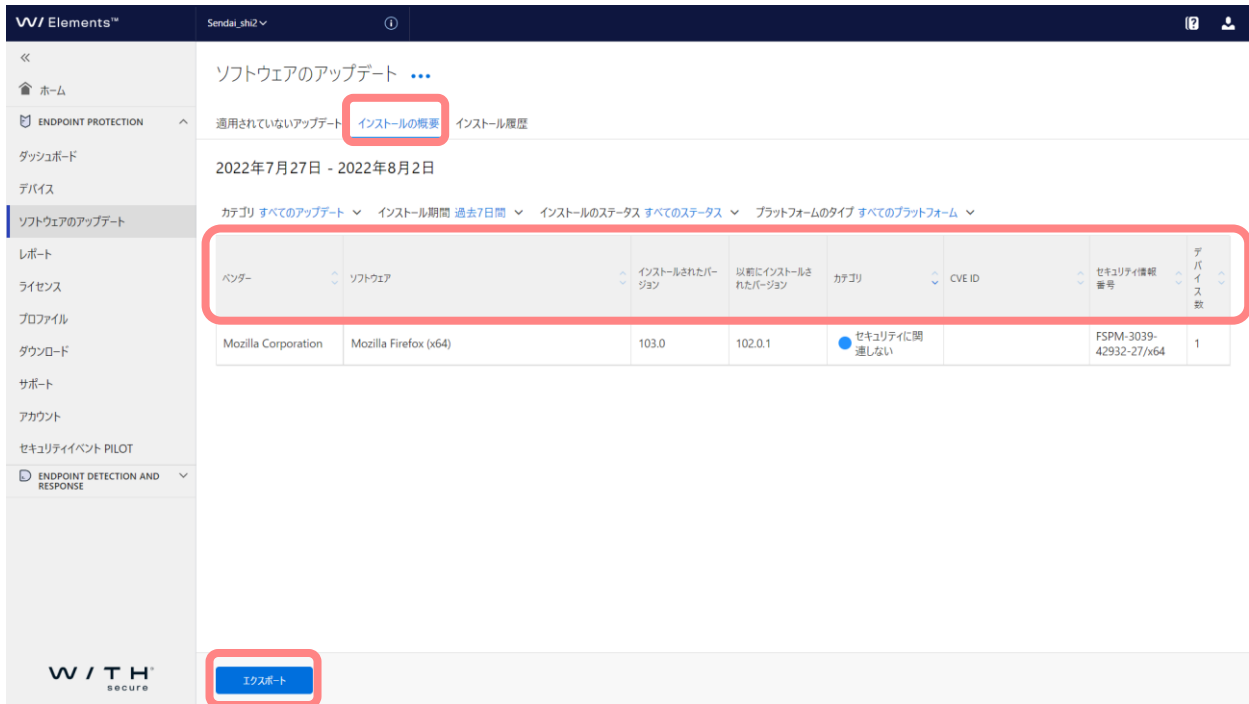 W/ Elements™
Sendai_shi2
ホーム
ENDPOINT PROTECTION
ダッシュボード
デバイス
ソフトウェアのアップデート
レポート
ライセンス
プロファイル
ダウンロード
サポート
アカウント
セキュリティイベント PILOT
ENDPOINT DETECTION AND
RESPONSE
W / T H
secure
ソフトウェアのアップデート
適用されていないアップデート インストールの概要 インストール履歴
2022年7月27日 - 2022年8月2日
カテゴリ すべてのアップデート インストール期間 過去7日間 インストールのステータス すべてのステータス プラットフォームのタイプ すべてのプラットフォーム
ベンダー
ソフトウェア
インストールされたバー
ジョン
以前にインストールさ
れたバージョン
カテゴリ
CVE ID
セキュリティ情報
番号
デ
バ
イ
ス
数
Mozilla Corporation
Mozilla Firefox (x64)
103.0
102.0.1
セキュリティに関
連しない
FSPM-3039-
42932-27/x64
1
エクスポート